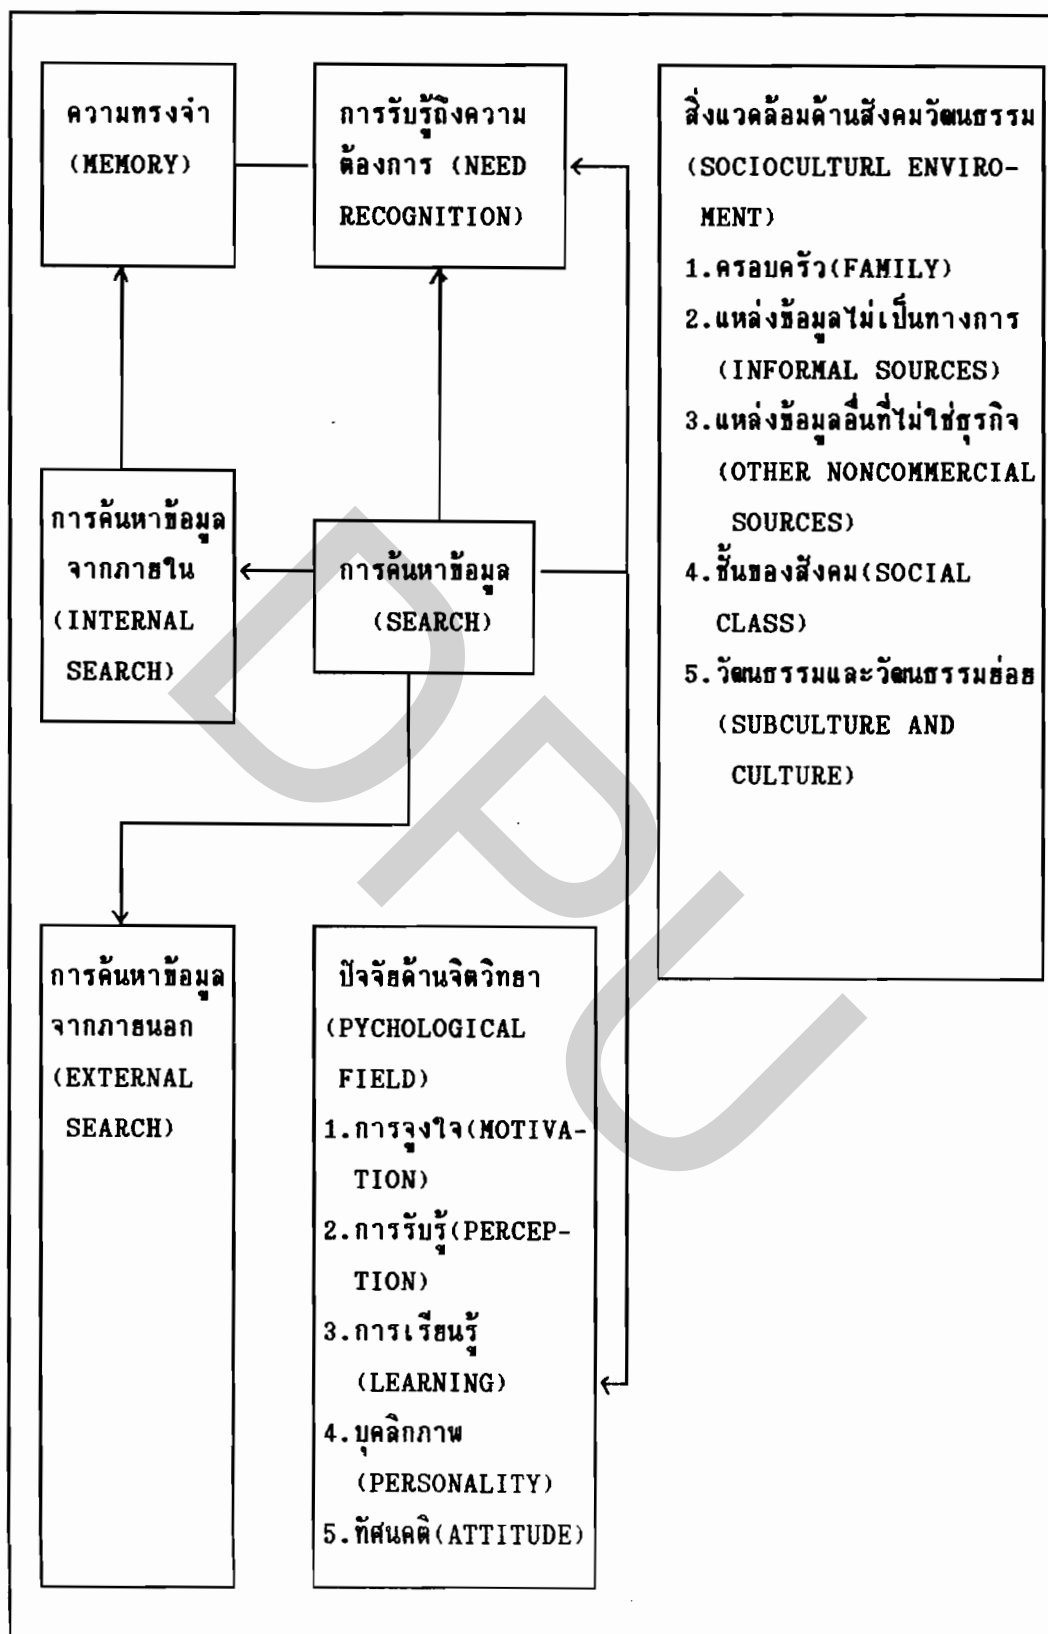 ความทรงจำ
(MEMORY)
การรับรู้ถึงความ
ต้องการ (NEED
RECOGNITION)
สิ่งแวดล้อมด้านสังคมวัฒนธรรม
(SOCIOCULTURL ENVIRO-
MENT)
1.ครอบครัว(FAMILY)
2.แหล่งข้อมูลไม่เป็นทางการ
(INFORMAL SOURCES)
3.แหล่งข้อมูลอื่นที่ไม่ใช่ธุรกิจ
(OTHER NONCOMMERCIAL
SOURCES)
4.ชั้นของสังคม(SOCIAL
CLASS)
5.วัฒนธรรมและวัฒนธรรมย่อย
(SUBCULTURE AND
CULTURE)
การค้นหาข้อมูล
จากภายใน
(INTERNAL
SEARCH)
การค้นหาข้อมูล
(SEARCH)
การค้นหาข้อมูล
จากภายนอก
(EXTERNAL
SEARCH)
ปัจจัยด้านจิตวิทยา
(PYCHOLOGICAL
FIELD)
1.การจูงใจ(MOTIVA-
TION)
2.การรับรู้(PERCEP-
TION)
3.การเรียนรู้
(LEARNING)
4.บุคลิกภาพ
(PERSONALITY)
5.ทัศนคติ(ATTITUDE)
DPU